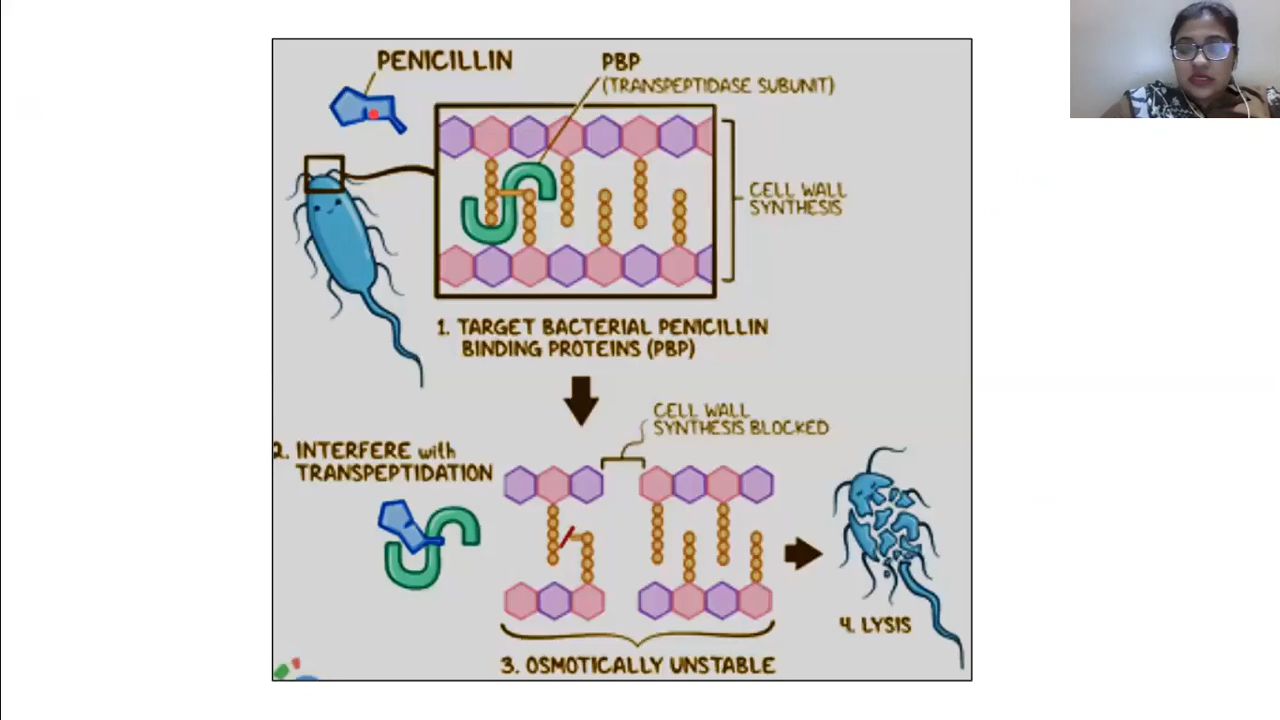 PENICILLIN
PBP
(TRANSPEPTIDASE SUBUNIT)
CELL WALL
SYNTHESIS
1. TARGET BACTERIAL PENICILLIN
BINDING PROTEINS (PBP)
CELL WALL
SYNTHESIS BLOCKED
2. INTERFERE with
TRANSPEPTIDATION
4. LYSIS
3. OSMOTICALLY UNSTABLE